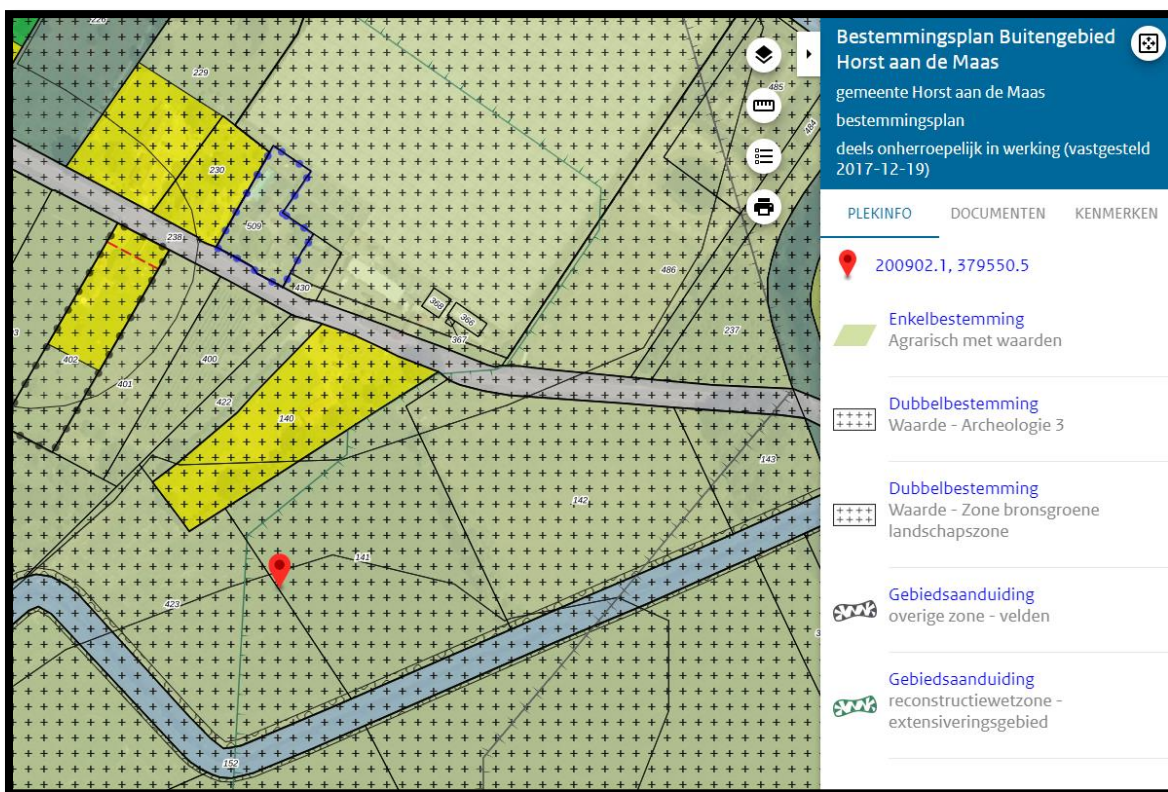 Bestemmingsplan Buitengebied
Horst aan de Maas
gemeente Horst aan de Maas
bestemmingsplan
deels onherroepelijk in werking (vastgesteld
2017-12-19)
PLEKINFO DOCUMENTEN KENMERKEN
200902.1, 379550.5
Enkelbestemming
Agrarisch met waarden
Dubbelbestemming
Waarde - Archeologie 3
Dubbelbestemming
Waarde - Zone bronsgroene
landschapszone
Gebiedsaanduiding
overige zone - velden
Gebiedsaanduiding
reconstructiewetzone -
extensiveringsgebied
229
485
484
230
509
238
430
486
368
366
367
237
402
401
400
422
140
143
142
141
423
152